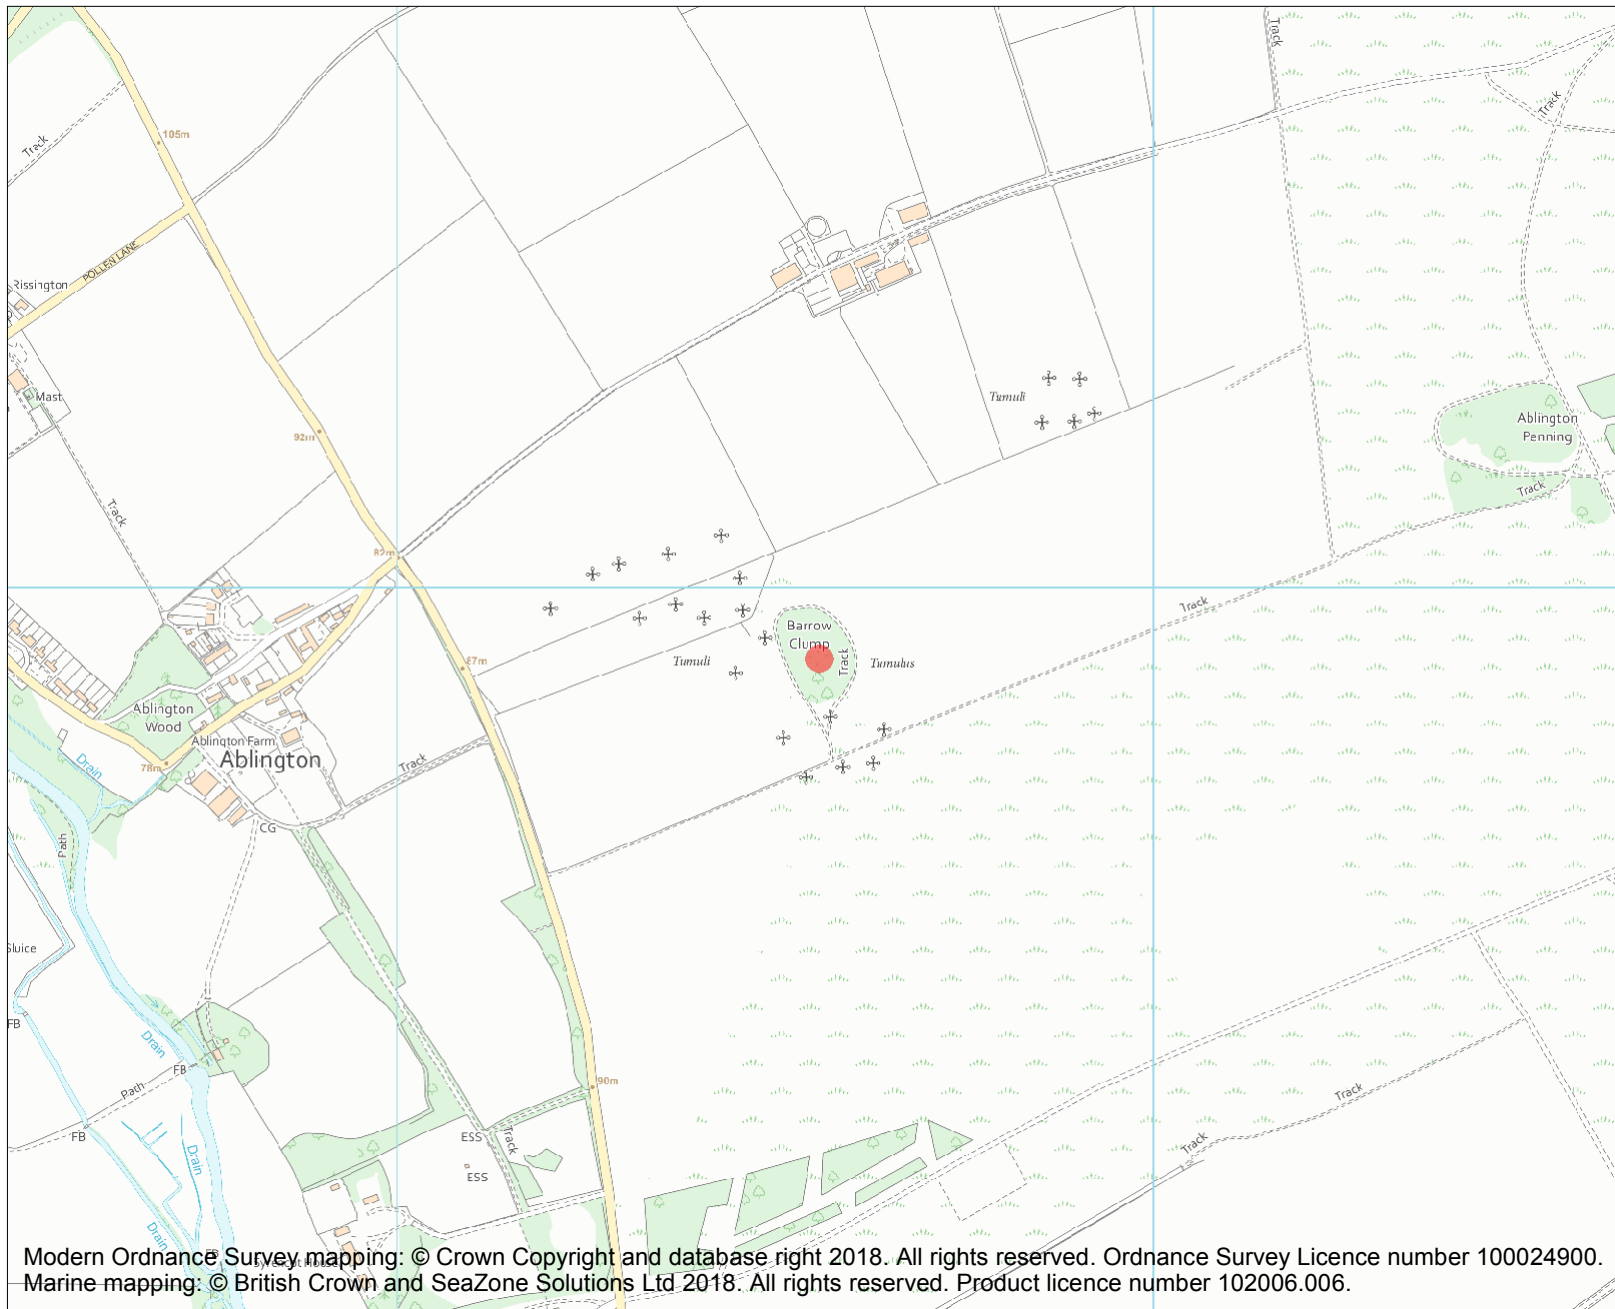 Track
Track
105m
Track
POLLEN LANE
Rissington
Mast
Tumuli
92m
Ablington
Penning
Track
Track
82m
Track
Barrow
Clump
Track
Tumuli
Tumulus
87m
Ablington
Wood
Ablington Farm
Ablington
Drain
78m
Track
CG
Path
Sluice
FB
Drain
FB
Path
90m
Track
FB
ESS
Track
Track
Drain
ESS
Drain
FB
Modern Ordnance Survey mapping: © Crown Copyright and database right 2018. All rights reserved. Ordnance Survey Licence number 100024900.
Marine mapping: © British Crown and SeaZone Solutions Ltd 2018. All rights reserved. Product licence number 102006.006.